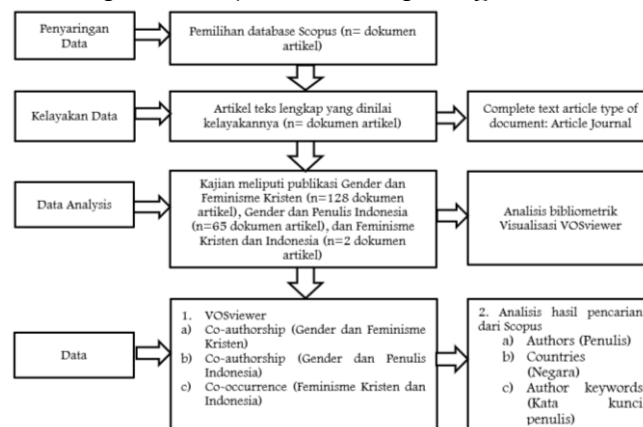 Penyaringan
Data
Pemilihan database Scopus (n= dokumen
artikel)
Kelayakan Data
Artikel teks lengkap yang dinilai
kelayakannya (n= dokumen artikel)
Complete text article type of
document: Article Journal
Data Analysis
Kajian meliputi publikasi Gender dan
Feminisme Kristen (n=128 dokumen
artikel), Gender dan Penulis Indonesia
(n=65 dokumen artikel), dan Feminisme
Kristen dan Indonesia (n=2 dokumen
artikel)
Analisis bibliometrik
Visualisasi VOSviewer
Data
1. VOSviewer
a) Co-authorship (Gender dan Feminisme
Kristen)
b) Co-authorship (Gender dan Penulis
Indonesia)
c) Co-occurrence (Feminisme Kristen dan
Indonesia)
2. Analisis hasil pencarian
dari Scopus
a) Authors (Penulis)
b) Countries
(Negara)
c) Author keywords
(Kata kunci
penulis)